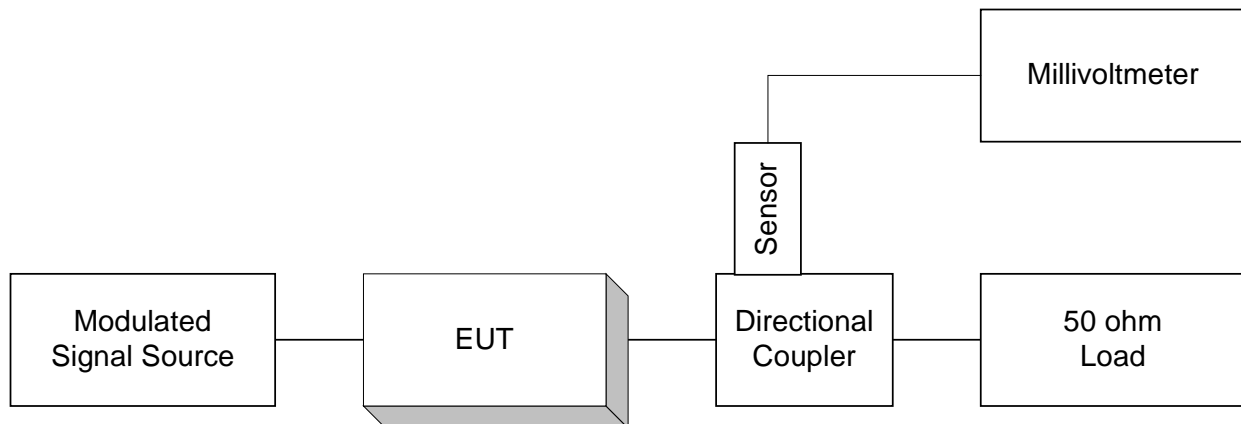 Millivoltmeter
Sensor
Modulated
Signal Source
EUT
Directional
Coupler
50 ohm
Load